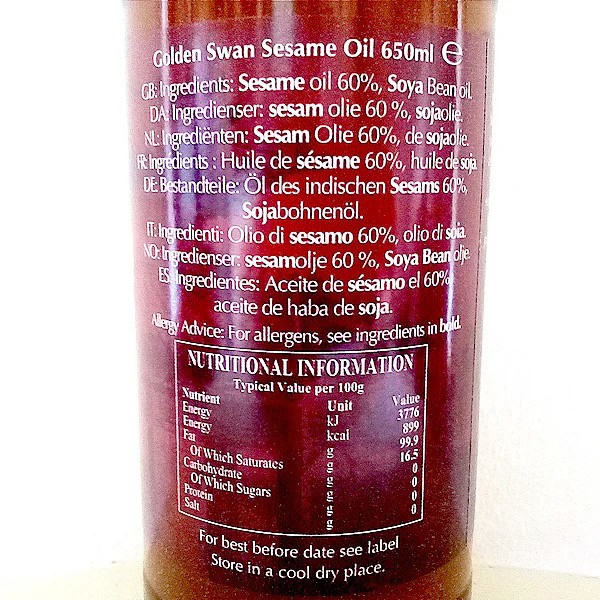 Golden Swan Sesame Oil 650ml ℮
GB: Ingredients: Sesame oil 60%, Soya Bean oil.
DA: Ingredienser: sesam olie 60 %, sojaolie.
NL: Ingrediënten: Sesam Olie 60%, de sojaolie.
FR: Ingrédients : Huile de sésame 60%, huile de soja.
DE: Bestandteile: Öl des indischen Sesams 60%,
Sojabohnenöl.
IT: Ingredienti: Olio di sesamo 60%, olio di soia.
NO: Ingredienser: sesamolje 60 %, Soya Bean olje.
ES: Ingredientes: Aceite de sésamo el 60%,
aceite de haba de soja.
Allergy Advice: For allergens, see ingredients in bold.
NUTRITIONAL INFORMATION
Typical Value per 100g
Nutrient Unit Value
Energy kJ 3776
Energy kcal 899
Fat g 99.9
Of Which Saturates g 16.5
Carbohydrate g 0
Of Which Sugars g 0
Protein g 0
Salt g 0
For best before date see label
Store in a cool dry place.